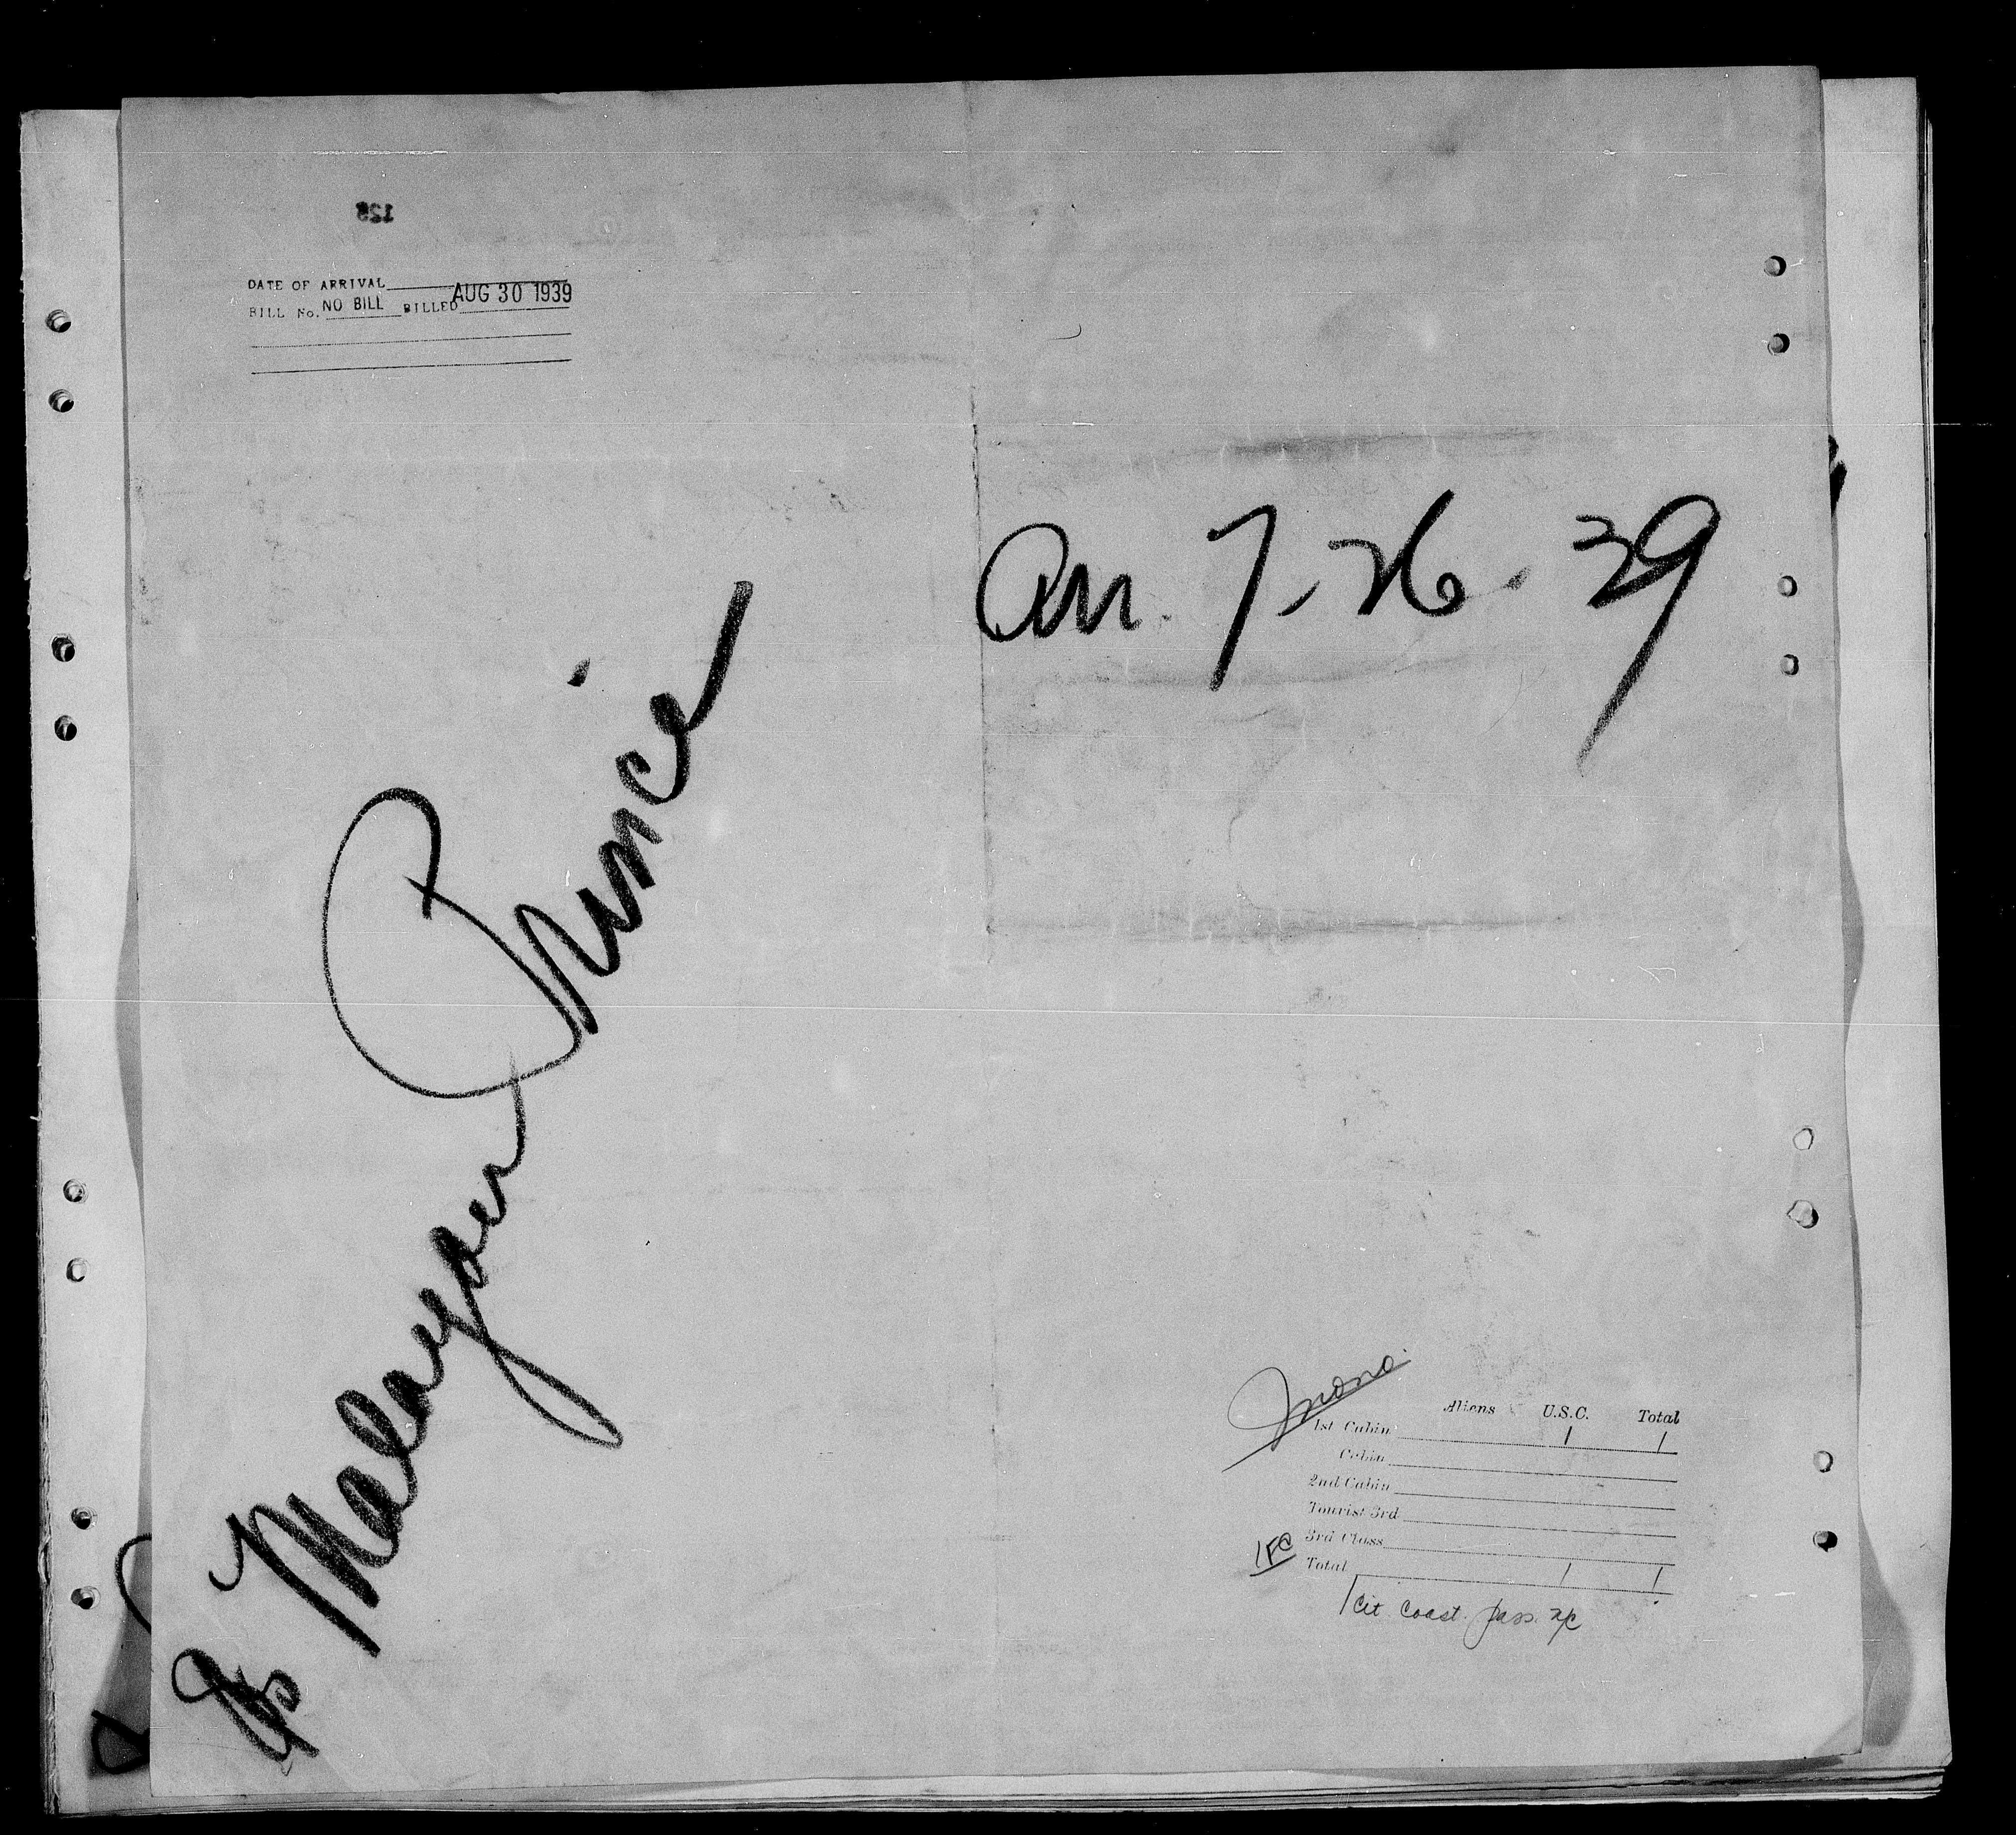 128
DATE OF ARRIVAL
BILL No. NO BILL BILLED AUG 30 1939
Arr. 7-26-39
SS Malayan Prince
Aliens U.S.C. Total
1st Cabin 1 1
Cabin
2nd Cabin
Tourist 3rd
3rd Class
Total 1 1
1 Cit Coast. pass.